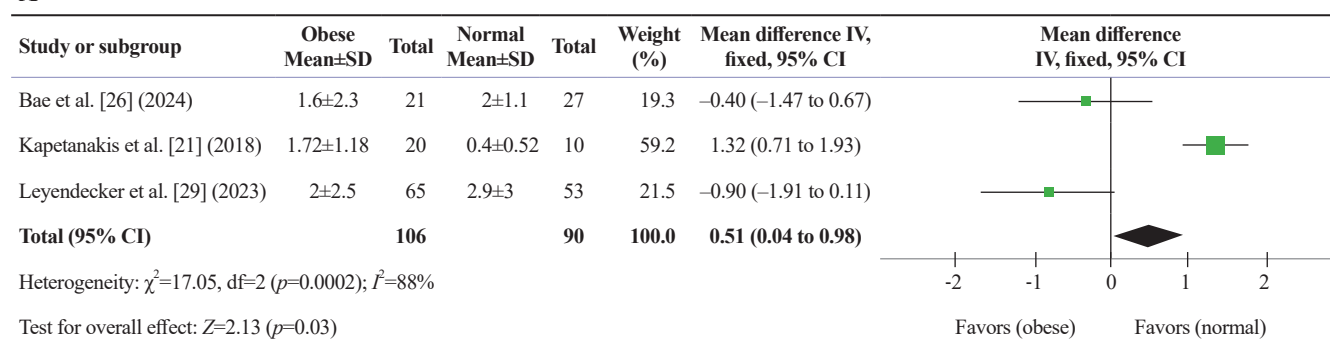 Study or subgroup Obese Mean±SD Total Normal Mean±SD Total Weight (%) Mean difference IV, fixed, 95% CI Mean difference IV, fixed, 95% CI
Bae et al. [26] (2024) 1.6±2.3 21 2±1.1 27 19.3 –0.40 (–1.47 to 0.67)
Kapetanakis et al. [21] (2018) 1.72±1.18 20 0.4±0.52 10 59.2 1.32 (0.71 to 1.93)
Leyendecker et al. [29] (2023) 2±2.5 65 2.9±3 53 21.5 –0.90 (–1.91 to 0.11)
Total (95% CI) 106 90 100.0 0.51 (0.04 to 0.98)
Heterogeneity: χ²=17.05, df=2 (p=0.0002); I²=88% -2 -1 0 1 2
Test for overall effect: Z=2.13 (p=0.03) Favors (obese) Favors (normal)